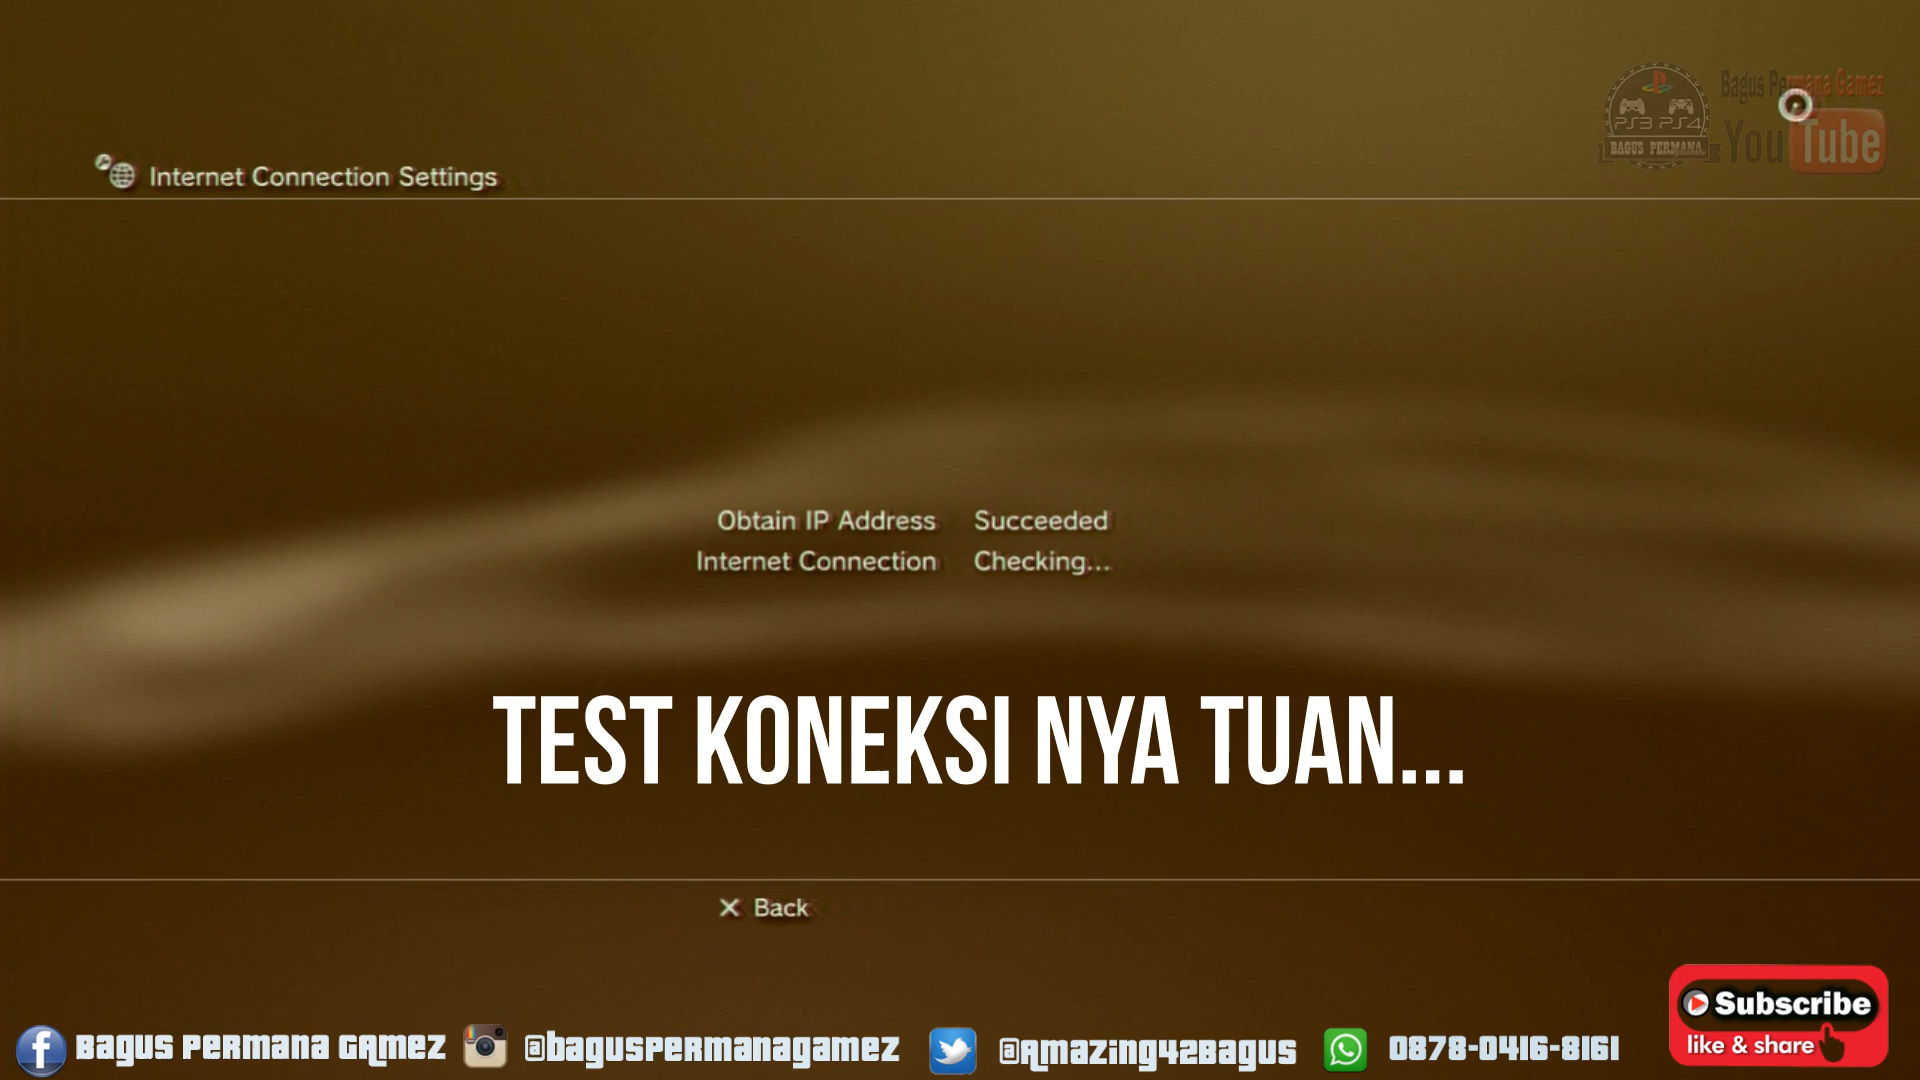 Bagus Permana Gamez
PS3 PS4
BAGUS PERMANA
YouTube
Internet Connection Settings
Obtain IP Address Succeeded
Internet Connection Checking...
TEST KONEKSI NYA TUAN...
Back
BAGUS PERMANA GAMEZ @BAGUSPERMANAGAMEZ @AMAZING42BAGUS 0878-0416-8161
Subscribe
like & share